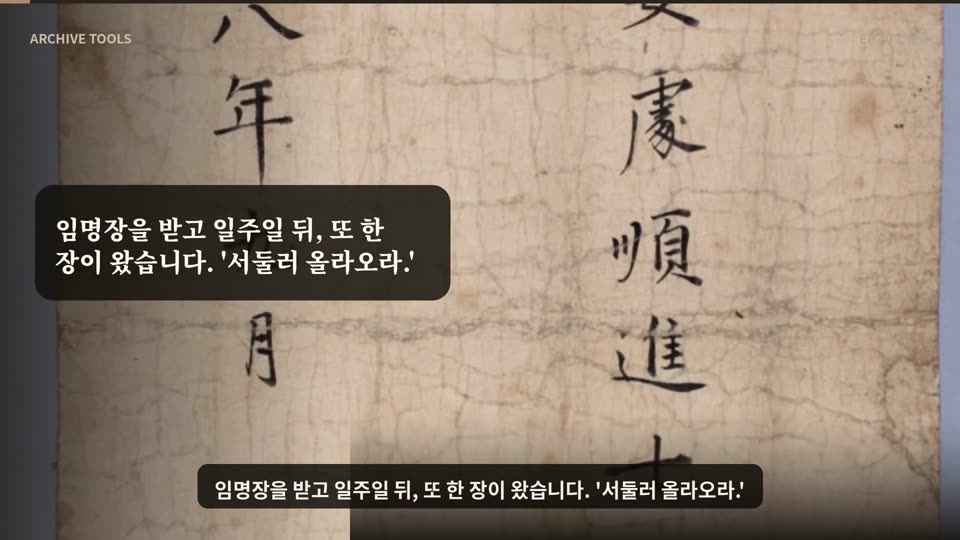 ARCHIVE TOOLS
處順進
八年
月
임명장을 받고 일주일 뒤, 또 한
장이 왔습니다. '서둘러 올라오라.'
임명장을 받고 일주일 뒤, 또 한 장이 왔습니다. '서둘러 올라오라.'